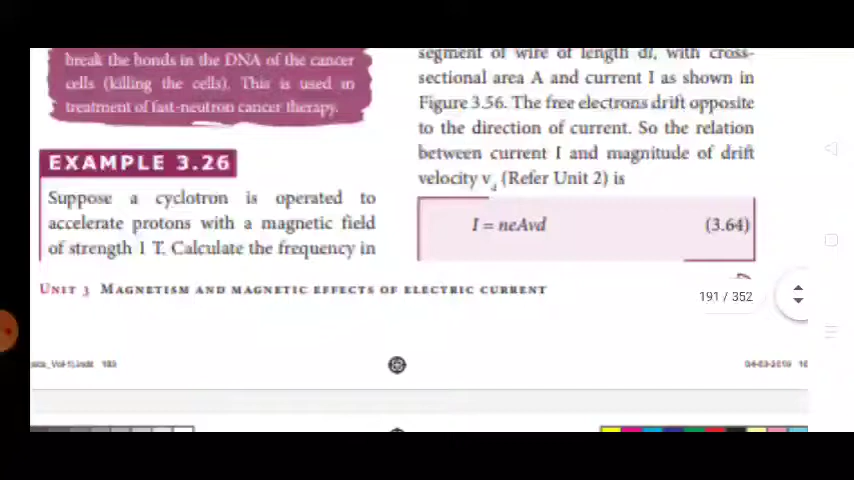 break the bonds in the DNA of the cancer
cells (killing the cells). This is used in
treatment of fast-neutron cancer therapy.
EXAMPLE 3.26
Suppose a cyclotron is operated to
accelerate protons with a magnetic field
of strength 1 T. Calculate the frequency in
segment of wire of length dl, with cross-
sectional area A and current I as shown in
Figure 3.56. The free electrons drift opposite
to the direction of current. So the relation
between current I and magnitude of drift
velocity vd (Refer Unit 2) is
I = neAvd (3.64)
UNIT 3 MAGNETISM AND MAGNETIC EFFECTS OF ELECTRIC CURRENT
191 / 352